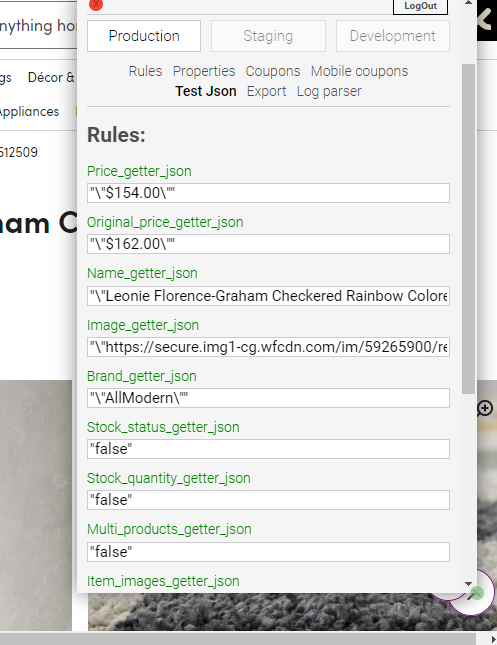 LogOut
nything hom
Production Staging Development
gs Décor &
Rules Properties Coupons Mobile coupons
Test Json Export Log parser
Appliances
512509
Rules:
Price_getter_json
"\"$154.00\""
Original_price_getter_json
"\"$162.00\""
ham C
Name_getter_json
"\"Leonie Florence-Graham Checkered Rainbow Colore
Image_getter_json
"\"https://secure.img1-cg.wfcdn.com/im/59265900/re
Brand_getter_json
"\"AllModern\""
Stock_status_getter_json
"false"
Stock_quantity_getter_json
"false"
Multi_products_getter_json
"false"
Item_images_getter_json